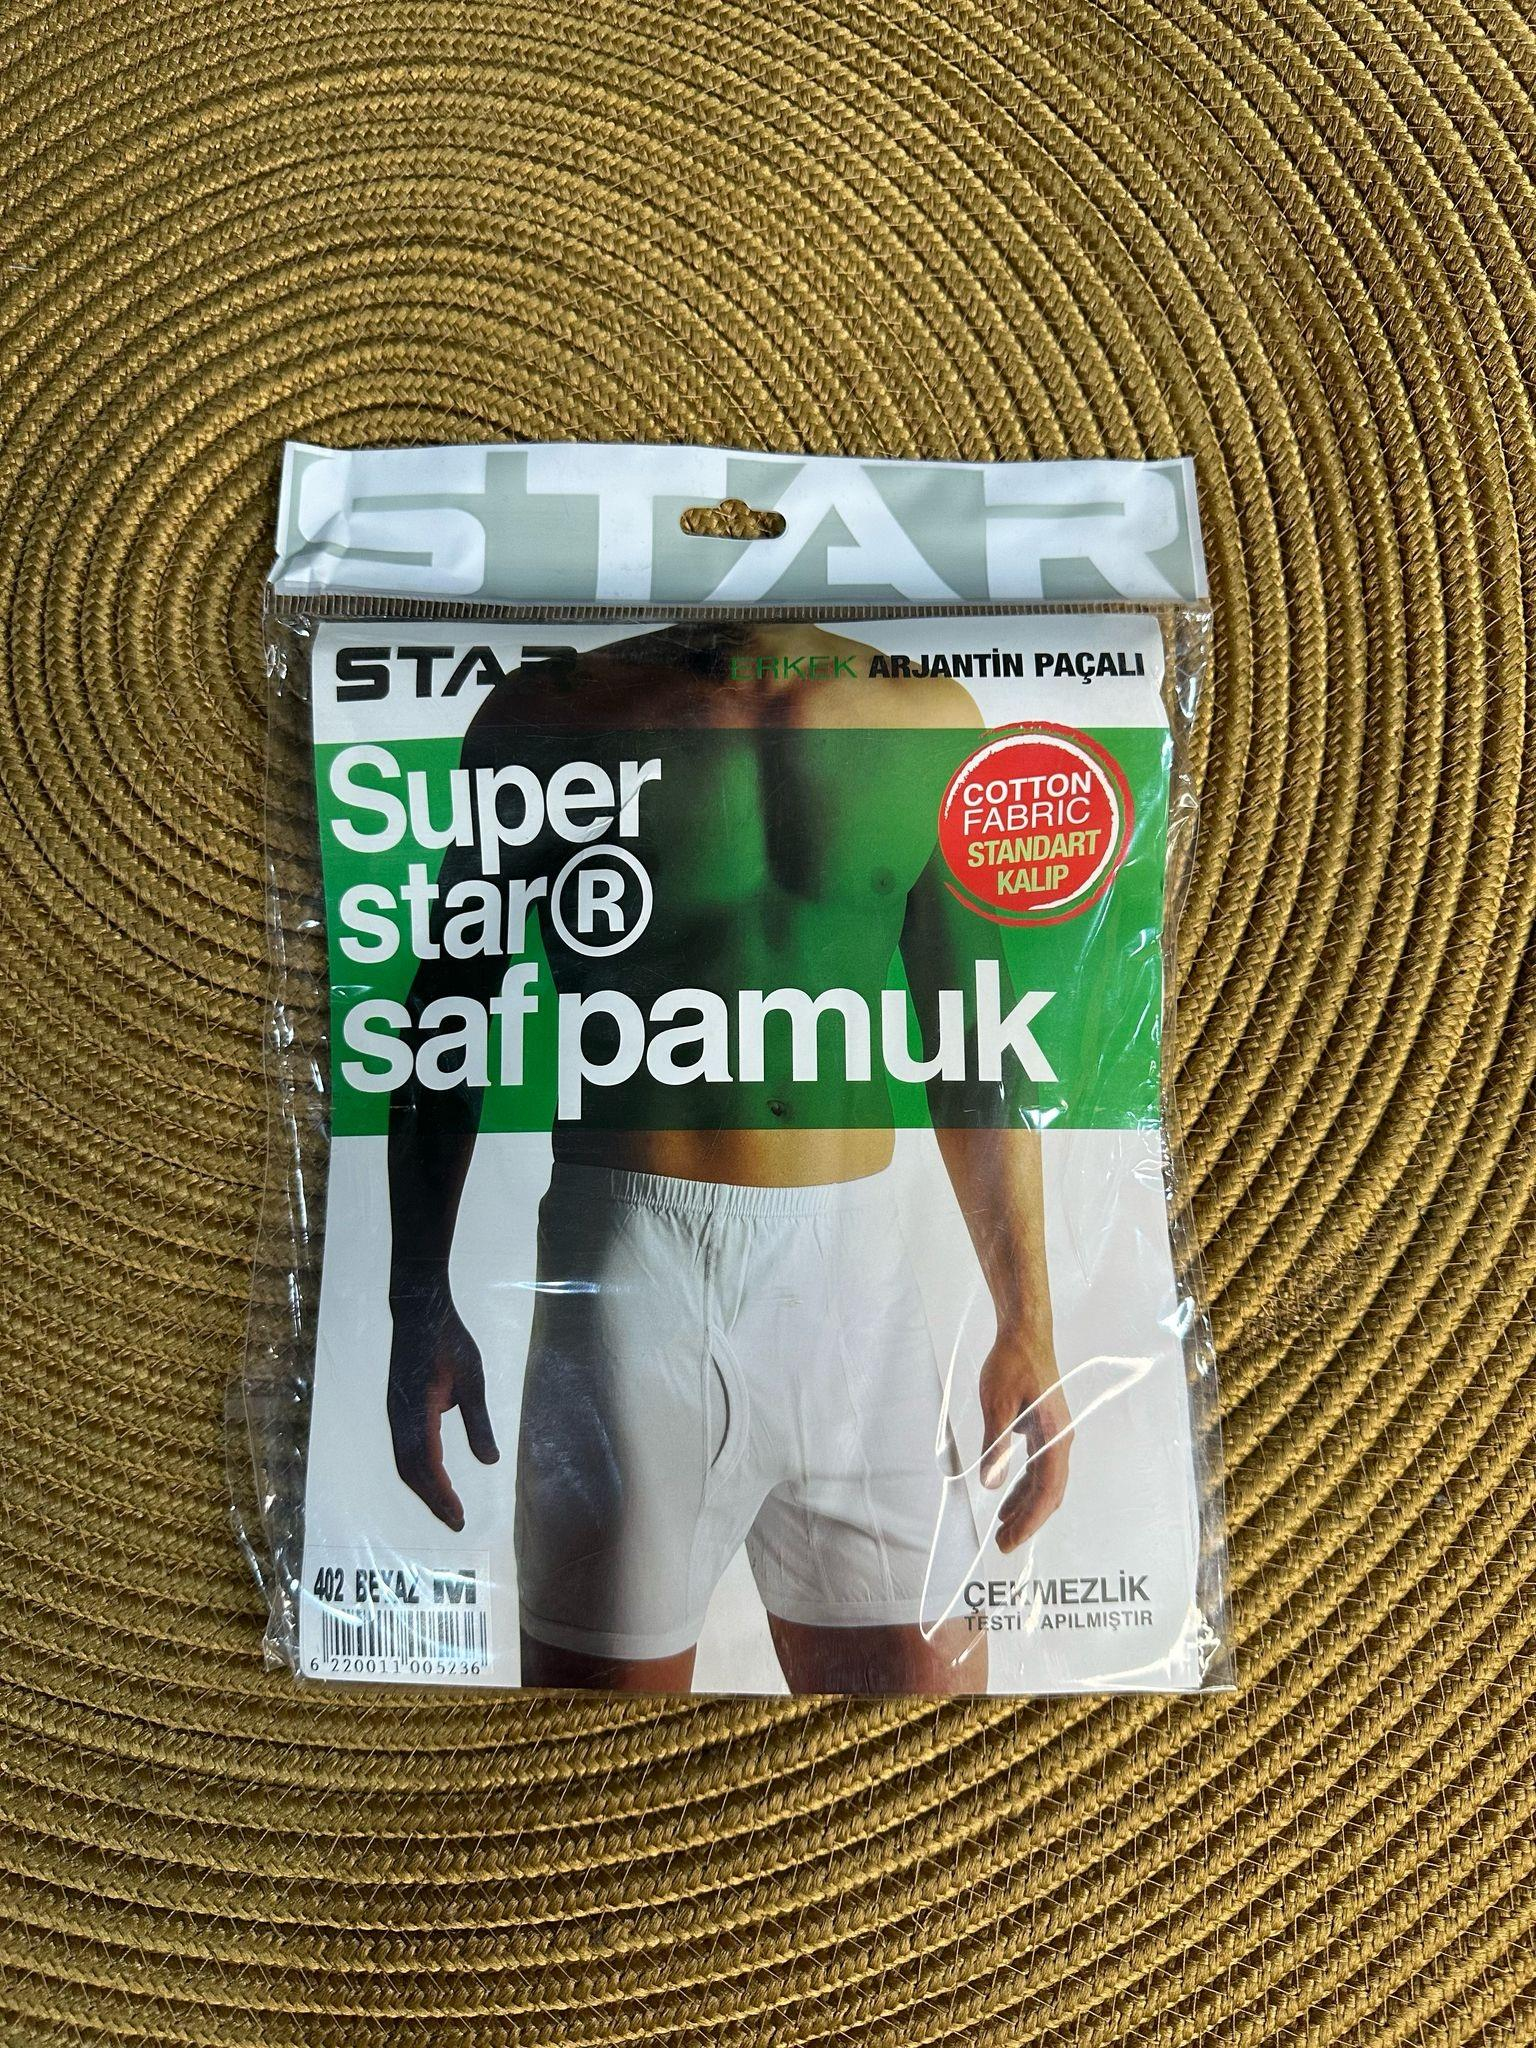 STAR
STAR
ERKEK ARJANTİN PAÇALI
Super
star®
saf pamuk
COTTON
FABRIC
STANDART
KALIP
402 BEYAZ M
6 220011 005236
ÇEKMEZLİK
TESTİ YAPILMIŞTIR